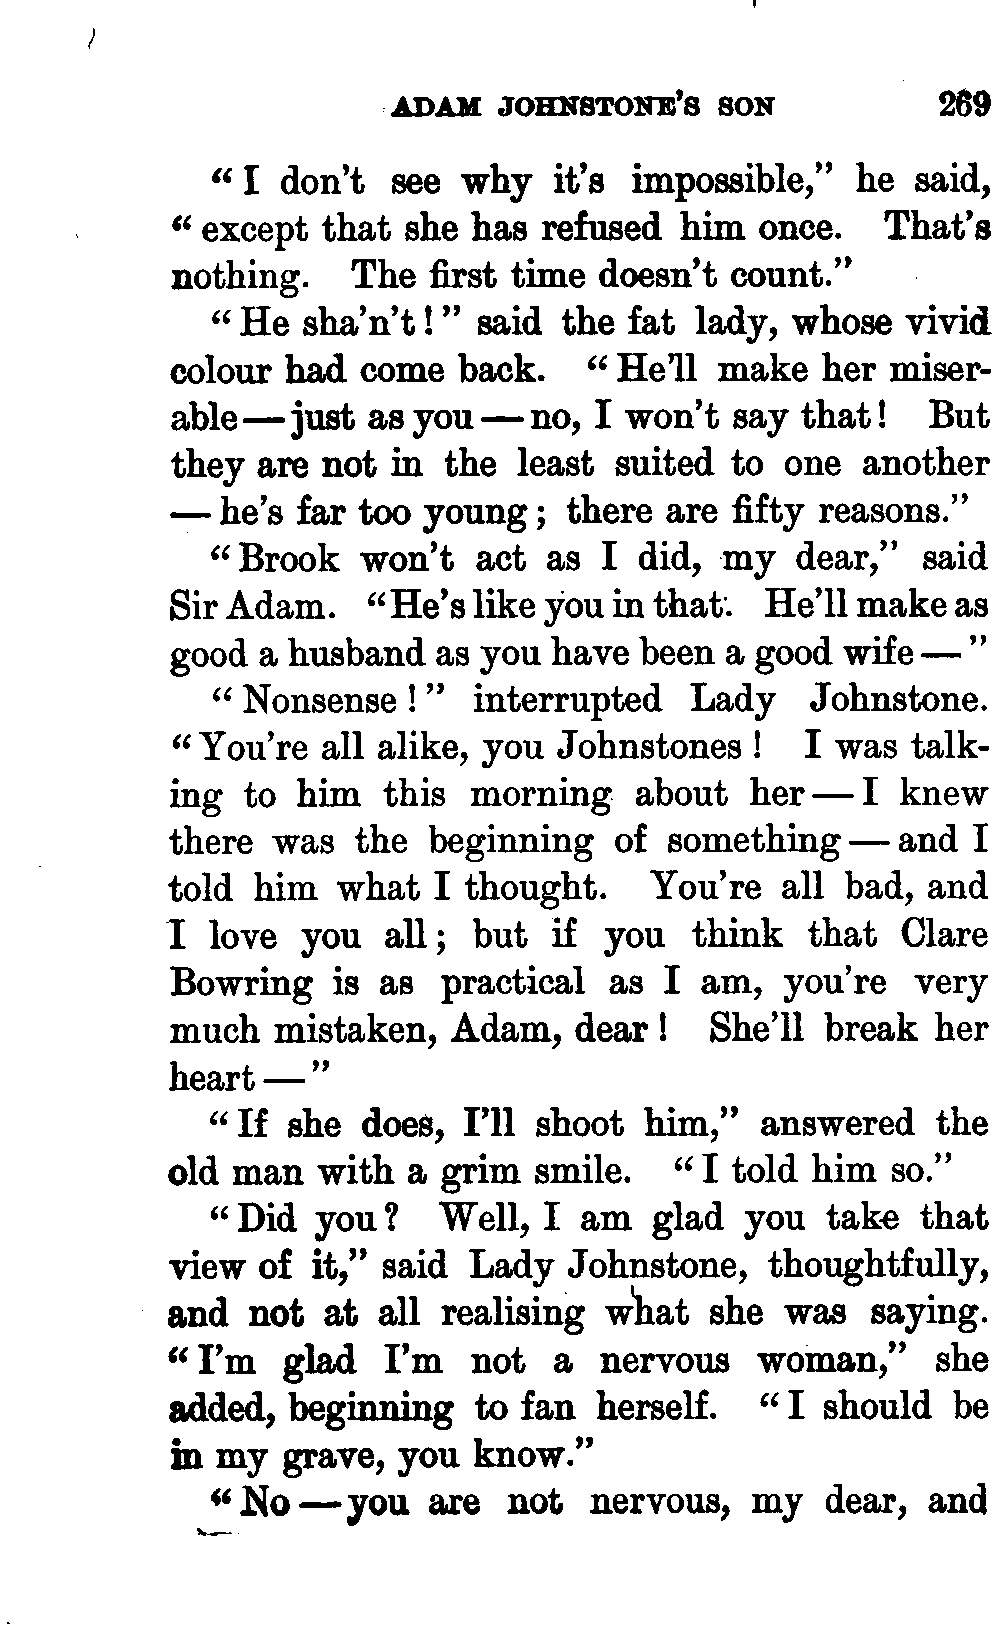 ADAM JOHNSTONE'S SON 269
"I don't see why it's impossible," he said,
"except that she has refused him once. That's
nothing. The first time doesn't count."
"He sha'n't!" said the fat lady, whose vivid
colour had come back. "He'll make her miser-
able—just as you—no, I won't say that! But
they are not in the least suited to one another
—he's far too young; there are fifty reasons."
"Brook won't act as I did, my dear," said
Sir Adam. "He's like you in that. He'll make as
good a husband as you have been a good wife—"
"Nonsense!" interrupted Lady Johnstone.
"You're all alike, you Johnstones! I was talk-
ing to him this morning about her—I knew
there was the beginning of something—and I
told him what I thought. You're all bad, and
I love you all; but if you think that Clare
Bowring is as practical as I am, you're very
much mistaken, Adam, dear! She'll break her
heart—"
"If she does, I'll shoot him," answered the
old man with a grim smile. "I told him so."
"Did you? Well, I am glad you take that
view of it," said Lady Johnstone, thoughtfully,
and not at all realising what she was saying.
"I'm glad I'm not a nervous woman," she
added, beginning to fan herself. "I should be
in my grave, you know."
"No—you are not nervous, my dear, and